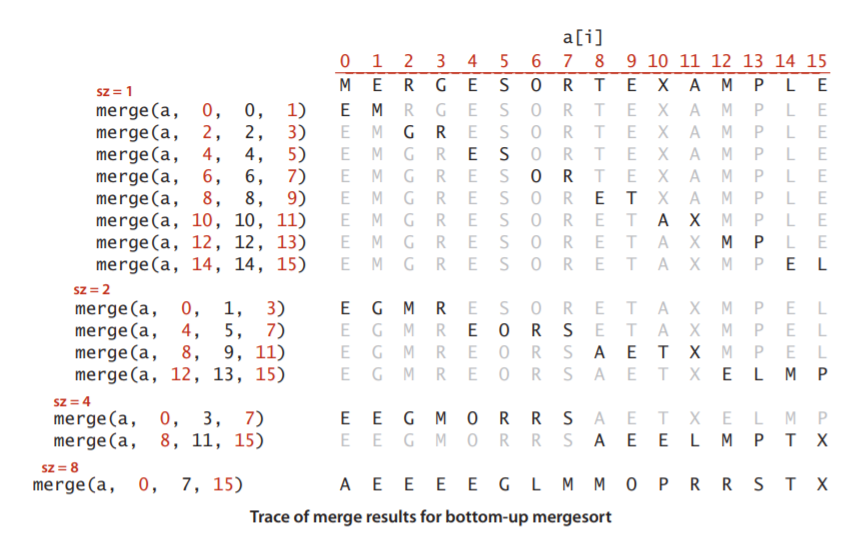 a[i]
0 1 2 3 4 5 6 7 8 9 10 11 12 13 14 15
M E R G E S O R T E X A M P L E
sz = 1
merge(a, 0, 0, 1) E M R G E S O R T E X A M P L E
merge(a, 2, 2, 3) E M G R E S O R T E X A M P L E
merge(a, 4, 4, 5) E M G R E S O R T E X A M P L E
merge(a, 6, 6, 7) E M G R E S O R T E X A M P L E
merge(a, 8, 8, 9) E M G R E S O R E T X A M P L E
merge(a, 10, 10, 11) E M G R E S O R E T A X M P L E
merge(a, 12, 12, 13) E M G R E S O R E T A X M P L E
merge(a, 14, 14, 15) E M G R E S O R E T A X M P E L
sz = 2
merge(a, 0, 1, 3) E G M R E S O R E T A X M P E L
merge(a, 4, 5, 7) E G M R E O R S E T A X M P E L
merge(a, 8, 9, 11) E G M R E O R S A E T X M P E L
merge(a, 12, 13, 15) E G M R E O R S A E T X E L M P
sz = 4
merge(a, 0, 3, 7) E E G M O R R S A E T X E L M P
merge(a, 8, 11, 15) E E G M O R R S A E E L M P T X
sz = 8
merge(a, 0, 7, 15) A E E E E G L M M O P R R S T X
Trace of merge results for bottom-up mergesort